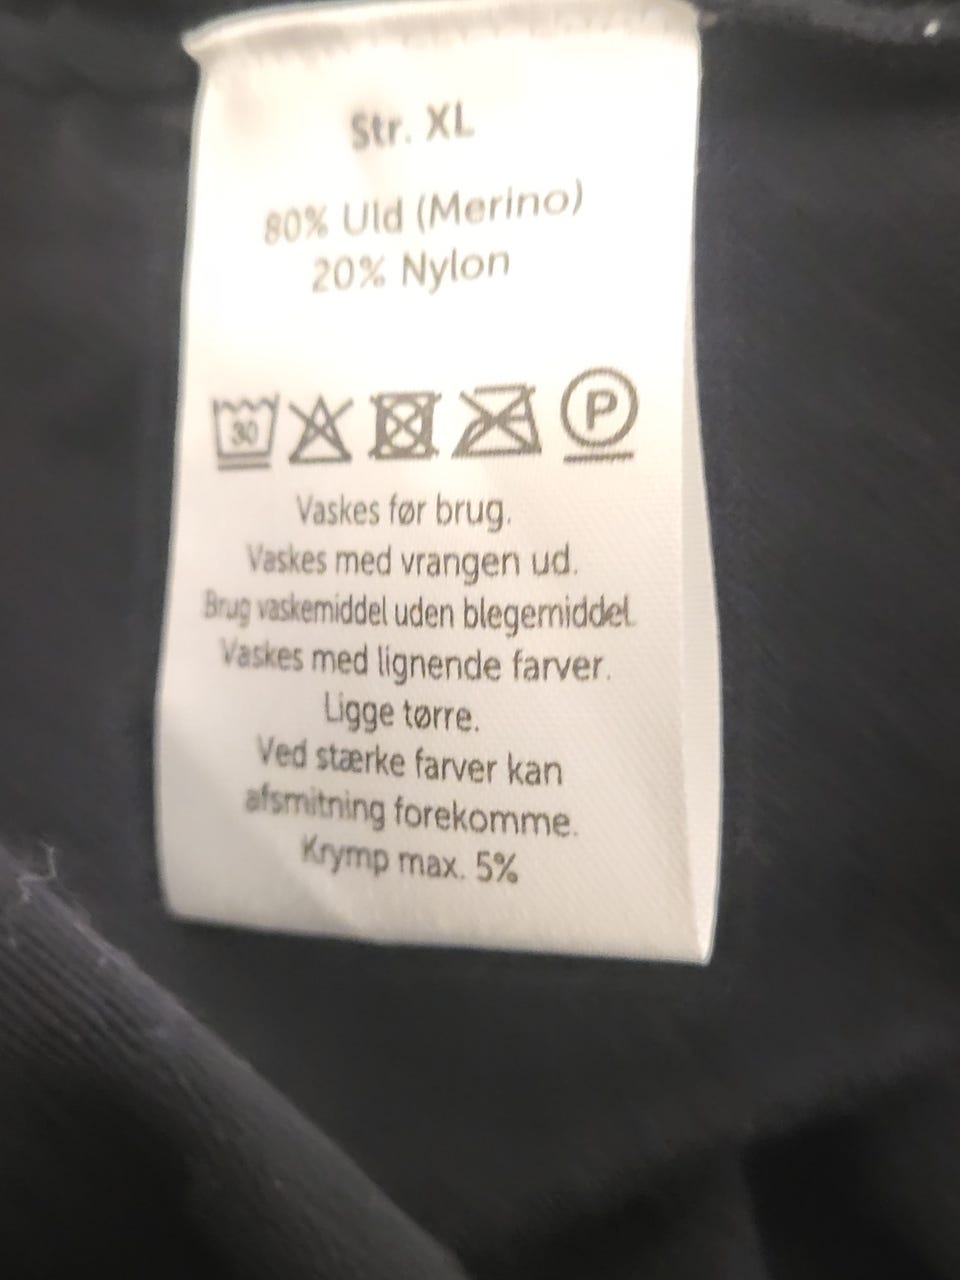 Str. XL
80% Uld (Merino)
20% Nylon
30 P
Vaskes før brug.
Vaskes med vrangen ud.
Brug vaskemiddel uden blegemiddel.
Vaskes med lignende farver.
Ligge tørre.
Ved stærke farver kan
afsmitning forekomme.
Krymp max. 5%